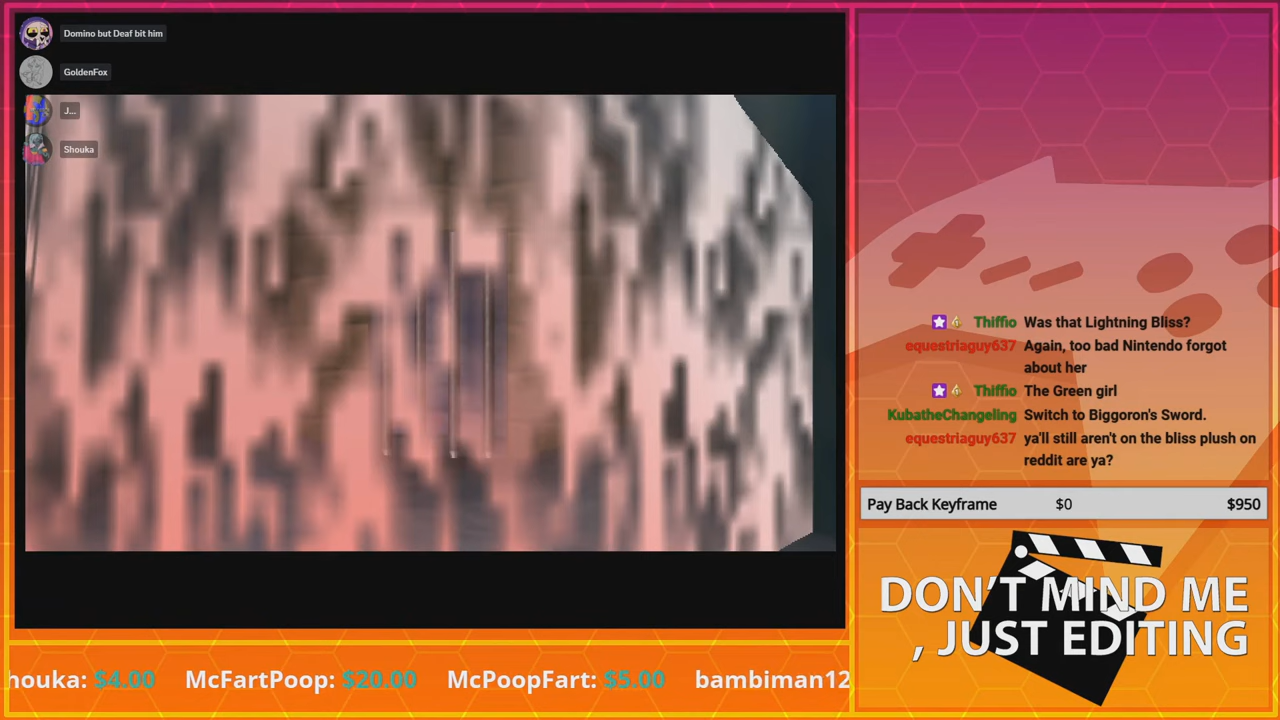 Domino but Deaf bit him
GoldenFox
J...
Shouka
Thiffio Was that Lightning Bliss?
equestriaguy637 Again, too bad Nintendo forgot
about her
Thiffio The Green girl
KubatheChangeling Switch to Biggoron's Sword.
equestriaguy637 ya'll still aren't on the bliss plush on
reddit are ya?
Pay Back Keyframe $0 $950
DON'T MIND ME
, JUST EDITING
houka: $4.00 McFartPoop: $20.00 McPoopFart: $5.00 bambiman12